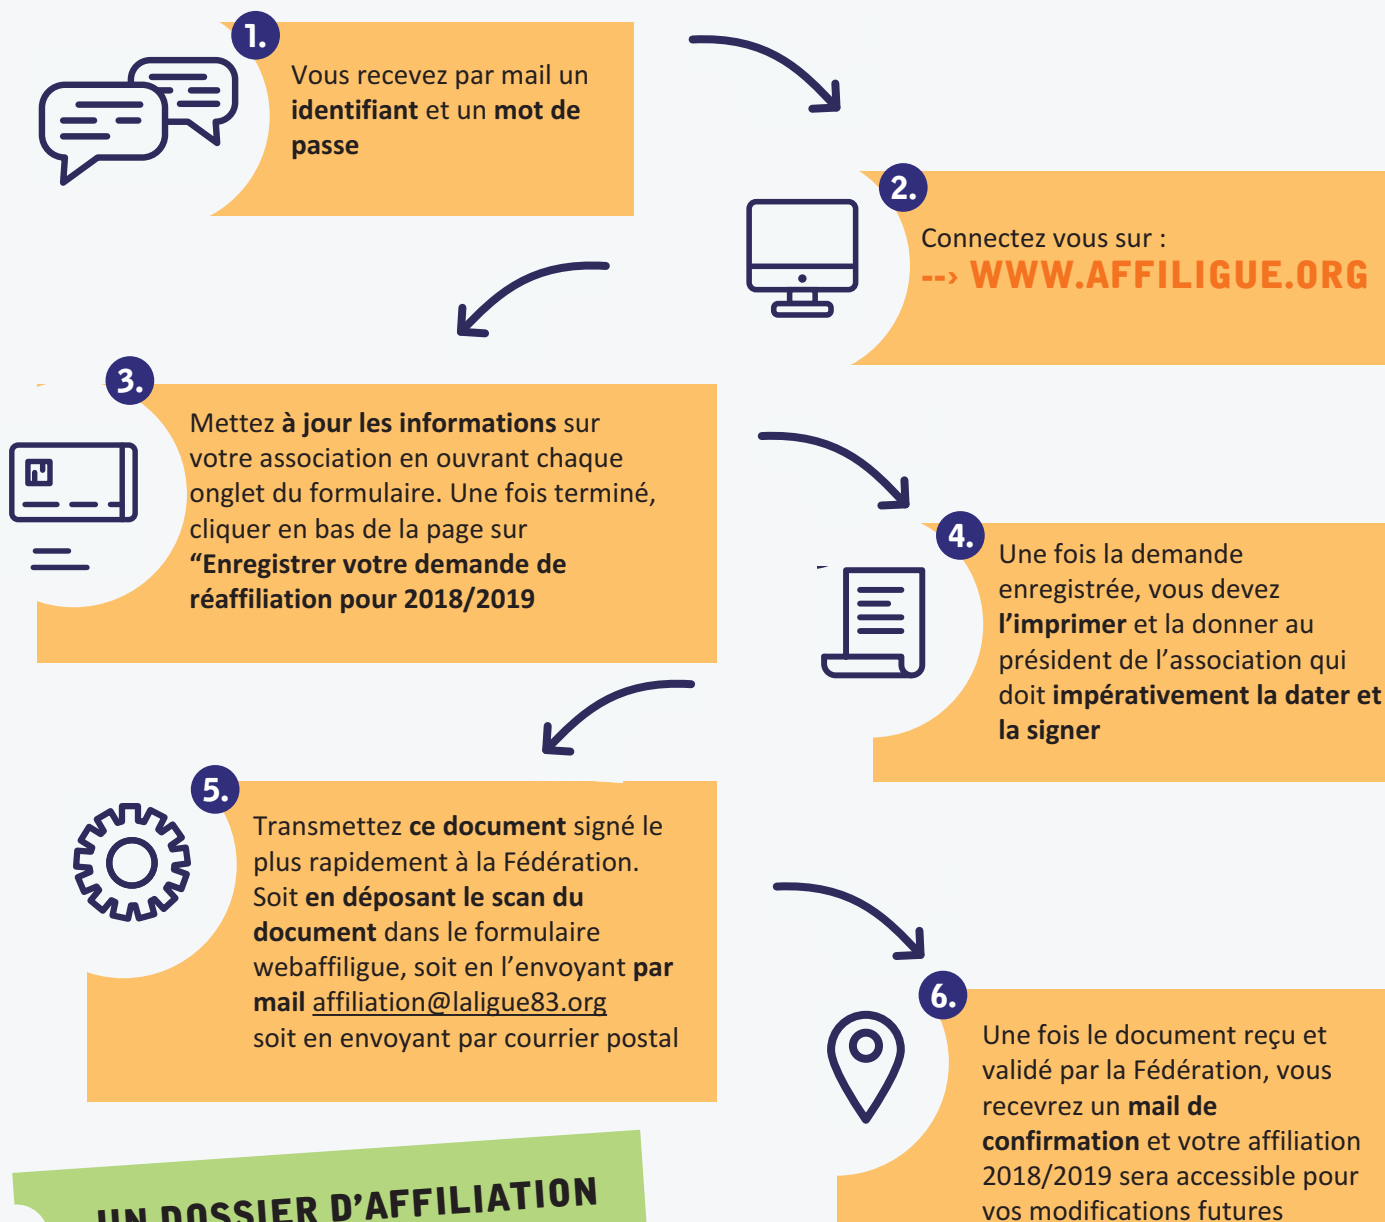 1.
Vous recevez par mail un
identifiant et un mot de
passe
2.
Connectez vous sur :
--› WWW.AFFILIGUE.ORG
3.
Mettez à jour les informations sur
votre association en ouvrant chaque
onglet du formulaire. Une fois terminé,
cliquer en bas de la page sur
“Enregistrer votre demande de
réaffiliation pour 2018/2019
4.
Une fois la demande
enregistrée, vous devez
l’imprimer et la donner au
président de l’association qui
doit impérativement la dater et
la signer
5.
Transmettez ce document signé le
plus rapidement à la Fédération.
Soit en déposant le scan du
document dans le formulaire
webaffiligue, soit en l’envoyant par
mail affiliation@laligue83.org
soit en envoyant par courrier postal
6.
Une fois le document reçu et
validé par la Fédération, vous
recevrez un mail de
confirmation et votre affiliation
2018/2019 sera accessible pour
vos modifications futures
UN DOSSIER D’AFFILIATION